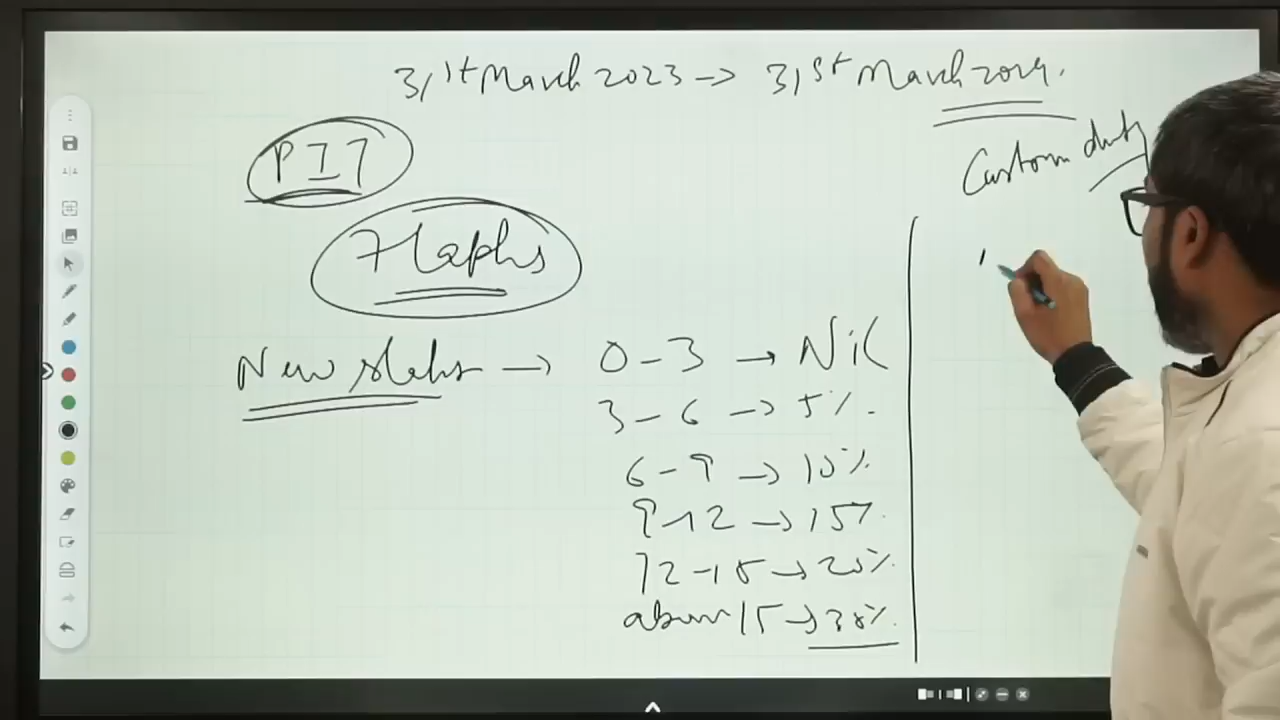 31st March 2023 → 31st March 2024.
PIT
7 Laphs
New slabs → 0-3 → Nil
3-6 → 5%.
6-9 → 10%
9-12 → 15%.
12-15 → 20%.
above 15 → 30%.
Custom duty